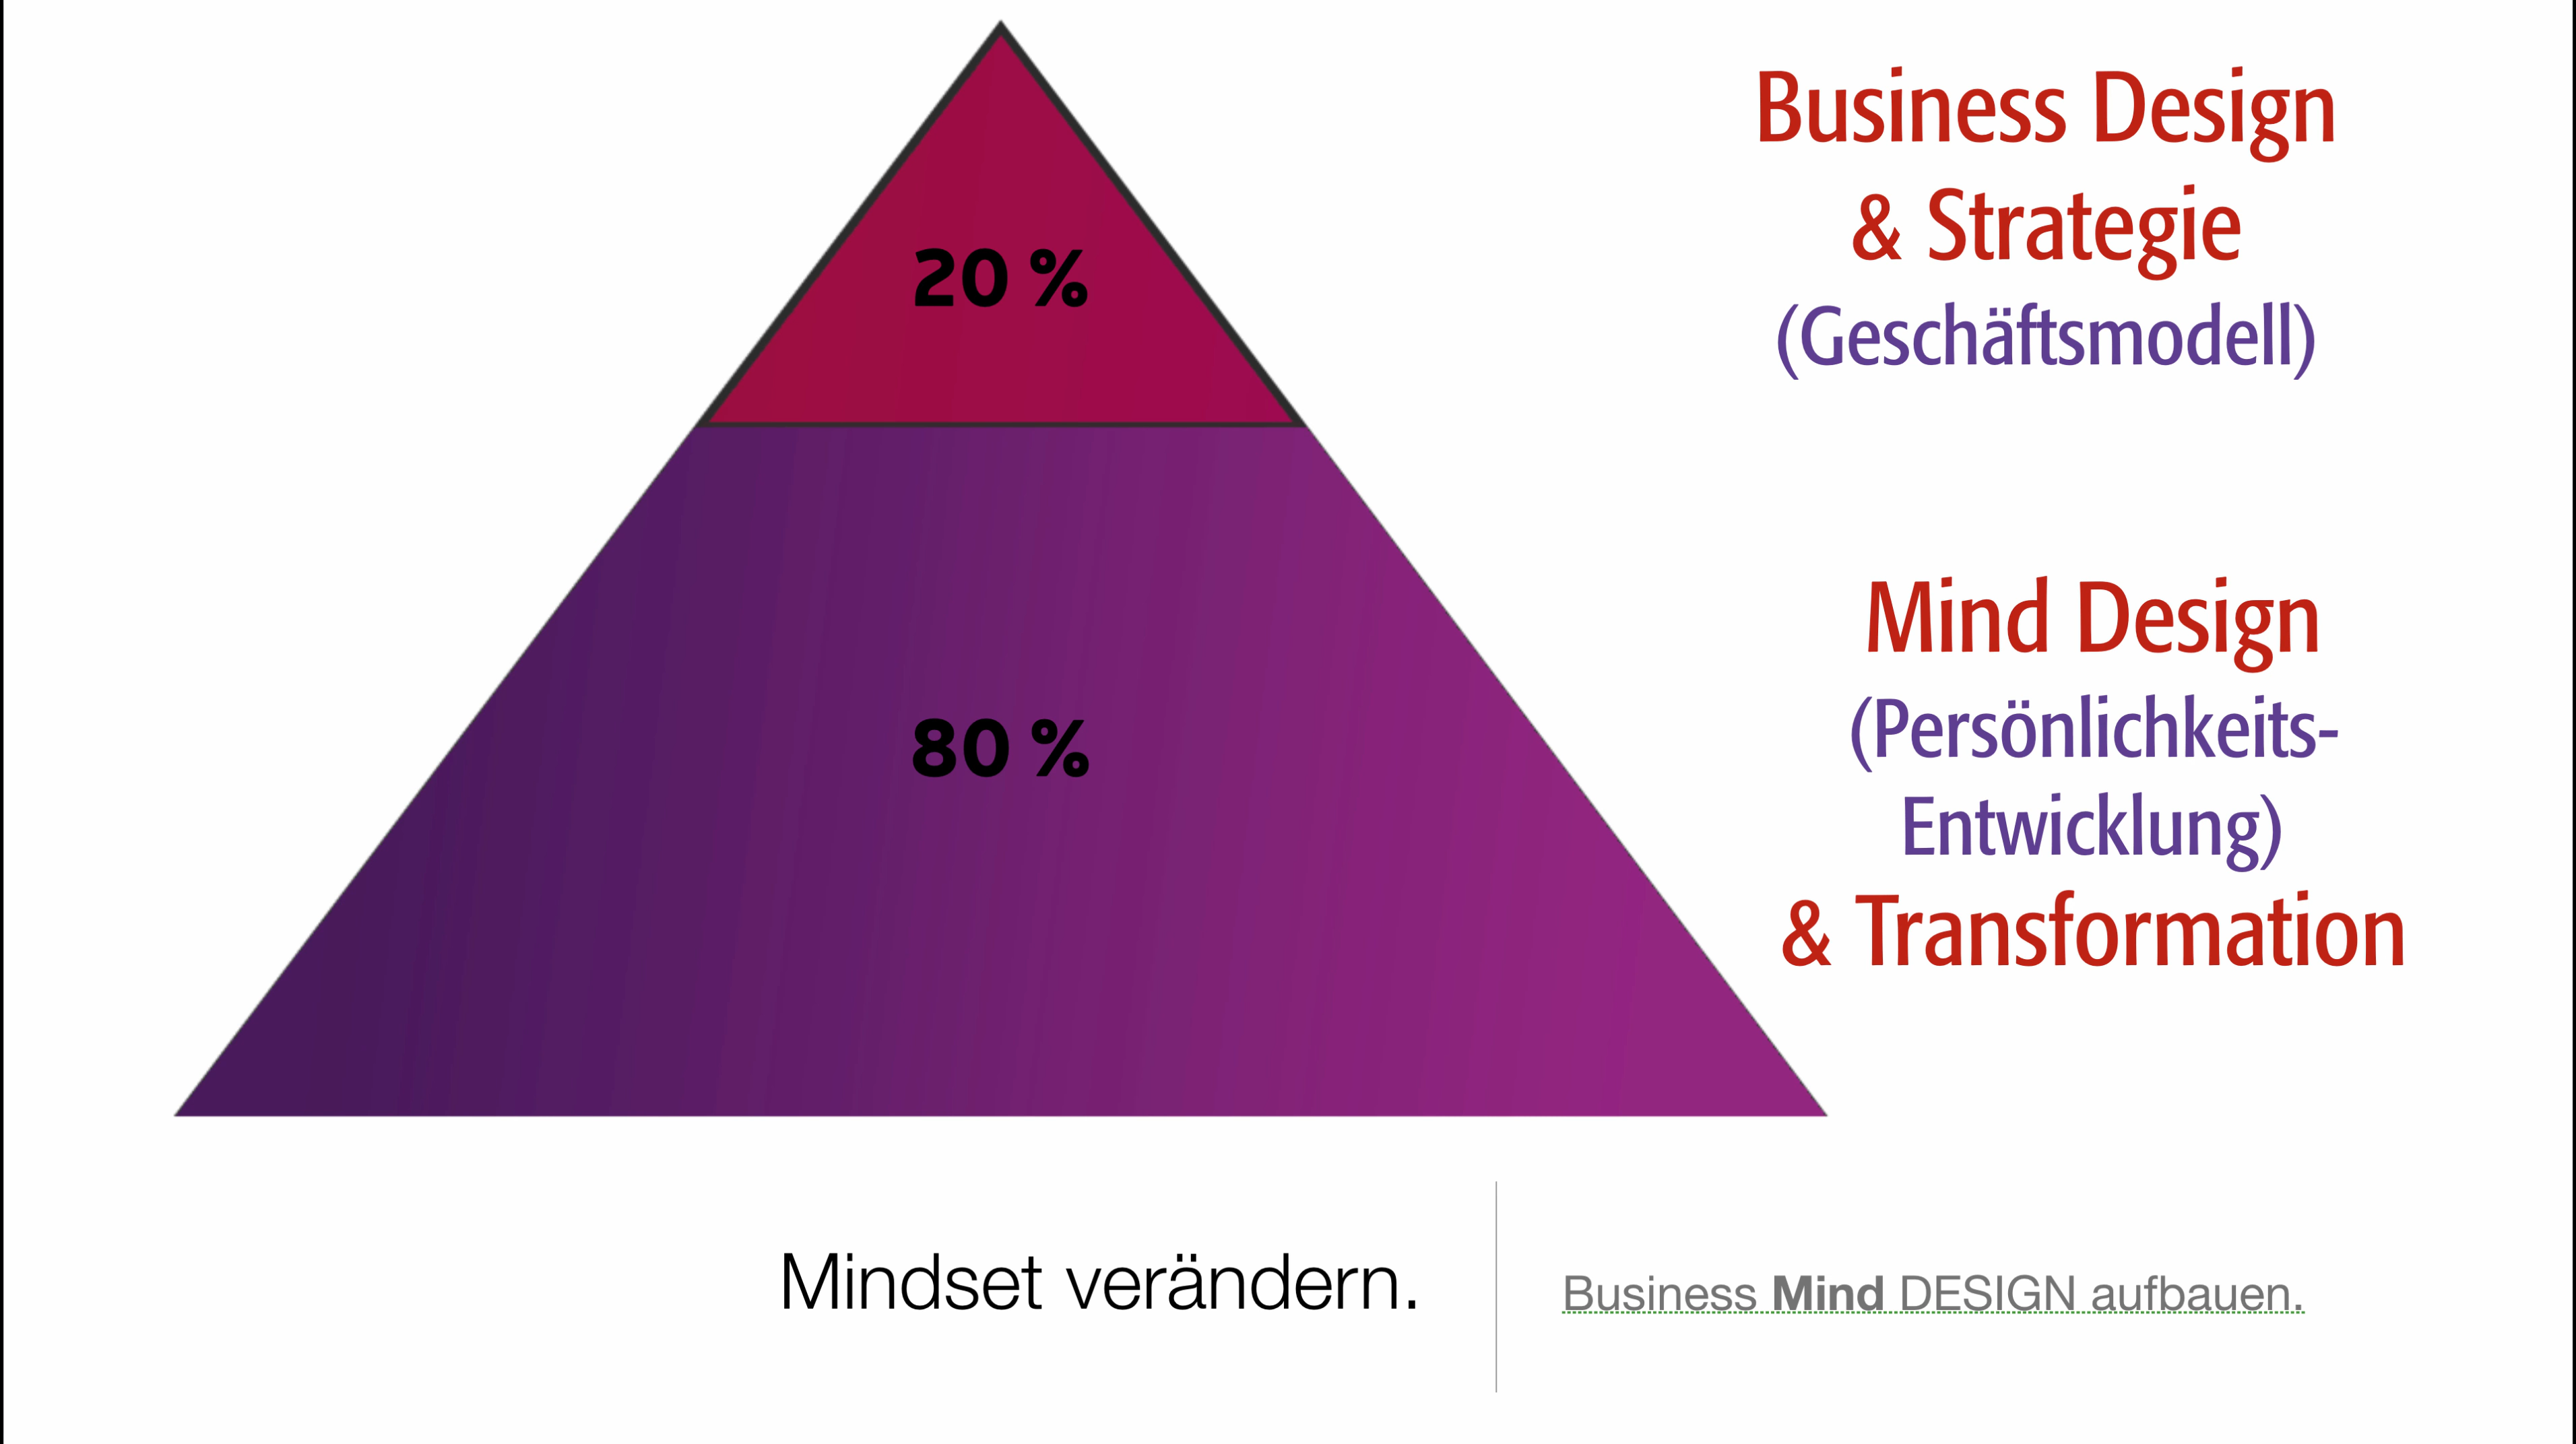 20 %
Business Design
& Strategie
(Geschäftsmodell)
80 %
Mind Design
(Persönlichkeits-
Entwicklung)
& Transformation
Mindset verändern.
Business Mind DESIGN aufbauen.